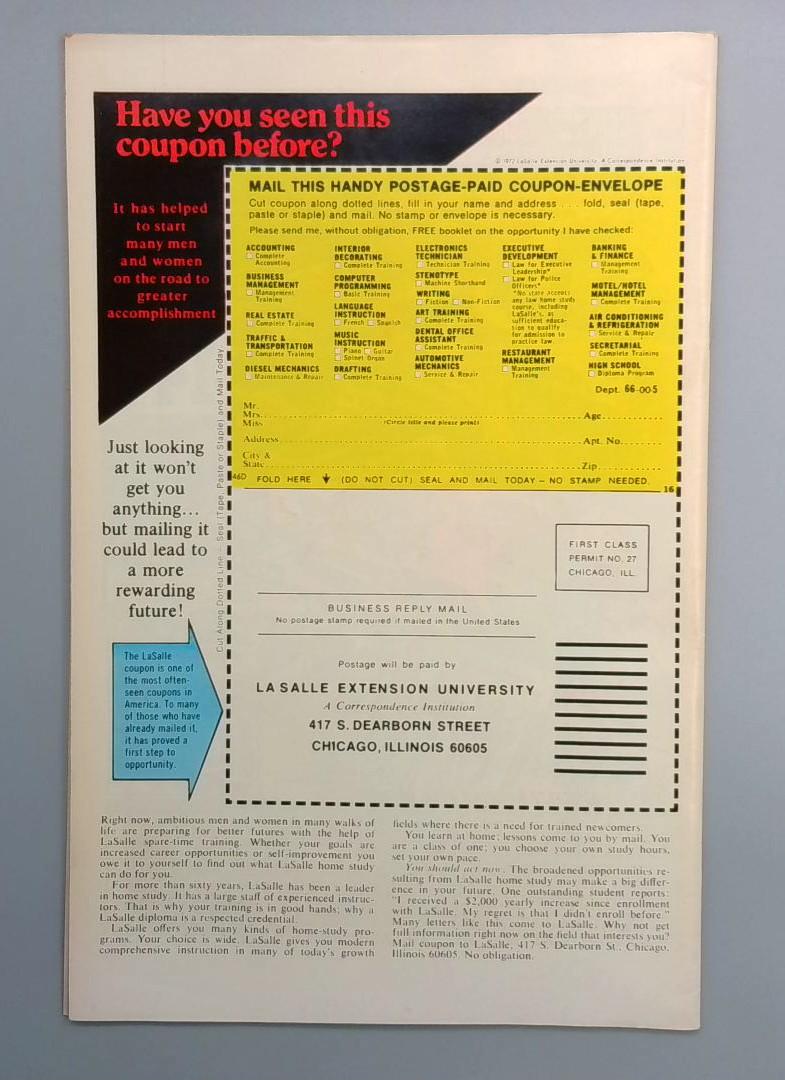 Have you seen this
coupon before?
© 1972 LaSalle Extension University, A Correspondence Institution
It has helped
to start
many men
and women
on the road to
greater
accomplishment
MAIL THIS HANDY POSTAGE-PAID COUPON-ENVELOPE
Cut coupon along dotted lines, fill in your name and address . . . fold, seal (tape,
paste or staple) and mail. No stamp or envelope is necessary.
Please send me, without obligation, FREE booklet on the opportunity I have checked:
ACCOUNTING
Complete
Accounting
BUSINESS
MANAGEMENT
Management
Training
REAL ESTATE
Complete Training
TRAFFIC &
TRANSPORTATION
Complete Training
DIESEL MECHANICS
Maintenance & Repair
INTERIOR
DECORATING
Complete Training
COMPUTER
PROGRAMMING
Basic Training
LANGUAGE
INSTRUCTION
French Spanish
MUSIC
INSTRUCTION
Piano Guitar
Spinet Organ
DRAFTING
Complete Training
ELECTRONICS
TECHNICIAN
Technician Training
STENOTYPE
Machine Shorthand
WRITING
Fiction Non-Fiction
ART TRAINING
Complete Training
DENTAL OFFICE
ASSISTANT
Complete Training
AUTOMOTIVE
MECHANICS
Service & Repair
EXECUTIVE
DEVELOPMENT
Law for Executive
Leadership*
Law for Police
Officers*
*No state accepts
any law home study
course, including
LaSalle's, as
sufficient educa-
tion to qualify
for admission to
practice law.
RESTAURANT
MANAGEMENT
Management
Training
BANKING
& FINANCE
Management
Training
MOTEL/HOTEL
MANAGEMENT
Complete Training
AIR CONDITIONING
& REFRIGERATION
Service & Repair
SECRETARIAL
Complete Training
HIGH SCHOOL
Diploma Program
Dept. 66-005
Mr.
Mrs. Age
Miss (Circle title and please print)
Address Apt. No.
City &
State Zip
46D FOLD HERE (DO NOT CUT) SEAL AND MAIL TODAY — NO STAMP NEEDED.
16
Cut Along Dotted Line — Seal (Tape, Paste or Staple) and Mail Today
Just looking
at it won't
get you
anything...
but mailing it
could lead to
a more
rewarding
future!
The LaSalle
coupon is one of
the most often-
seen coupons in
America. To many
of those who have
already mailed it,
it has proved a
first step to
opportunity.
FIRST CLASS
PERMIT NO. 27
CHICAGO, ILL.
BUSINESS REPLY MAIL
No postage stamp required if mailed in the United States
Postage will be paid by
LA SALLE EXTENSION UNIVERSITY
A Correspondence Institution
417 S. DEARBORN STREET
CHICAGO, ILLINOIS 60605
Right now, ambitious men and women in many walks of
life are preparing for better futures with the help of
LaSalle spare-time training. Whether your goals are
increased career opportunities or self-improvement you
owe it to yourself to find out what LaSalle home study
can do for you.
For more than sixty years, LaSalle has been a leader
in home study. It has a large staff of experienced instruc-
tors. That is why your training is in good hands; why a
LaSalle diploma is a respected credential.
LaSalle offers you many kinds of home-study pro-
grams. Your choice is wide. LaSalle gives you modern
comprehensive instruction in many of today's growth
fields where there is a need for trained newcomers.
You learn at home; lessons come to you by mail. You
are a class of one; you choose your own study hours,
set your own pace.
You should act now. The broadened opportunities re-
sulting from LaSalle home study may make a big differ-
ence in your future. One outstanding student reports:
"I received a $2,000 yearly increase since enrollment
with LaSalle. My regret is that I didn't enroll before."
Many letters like this come to LaSalle. Why not get
full information right now on the field that interests you?
Mail coupon to LaSalle, 417 S. Dearborn St., Chicago,
Illinois 60605. No obligation.